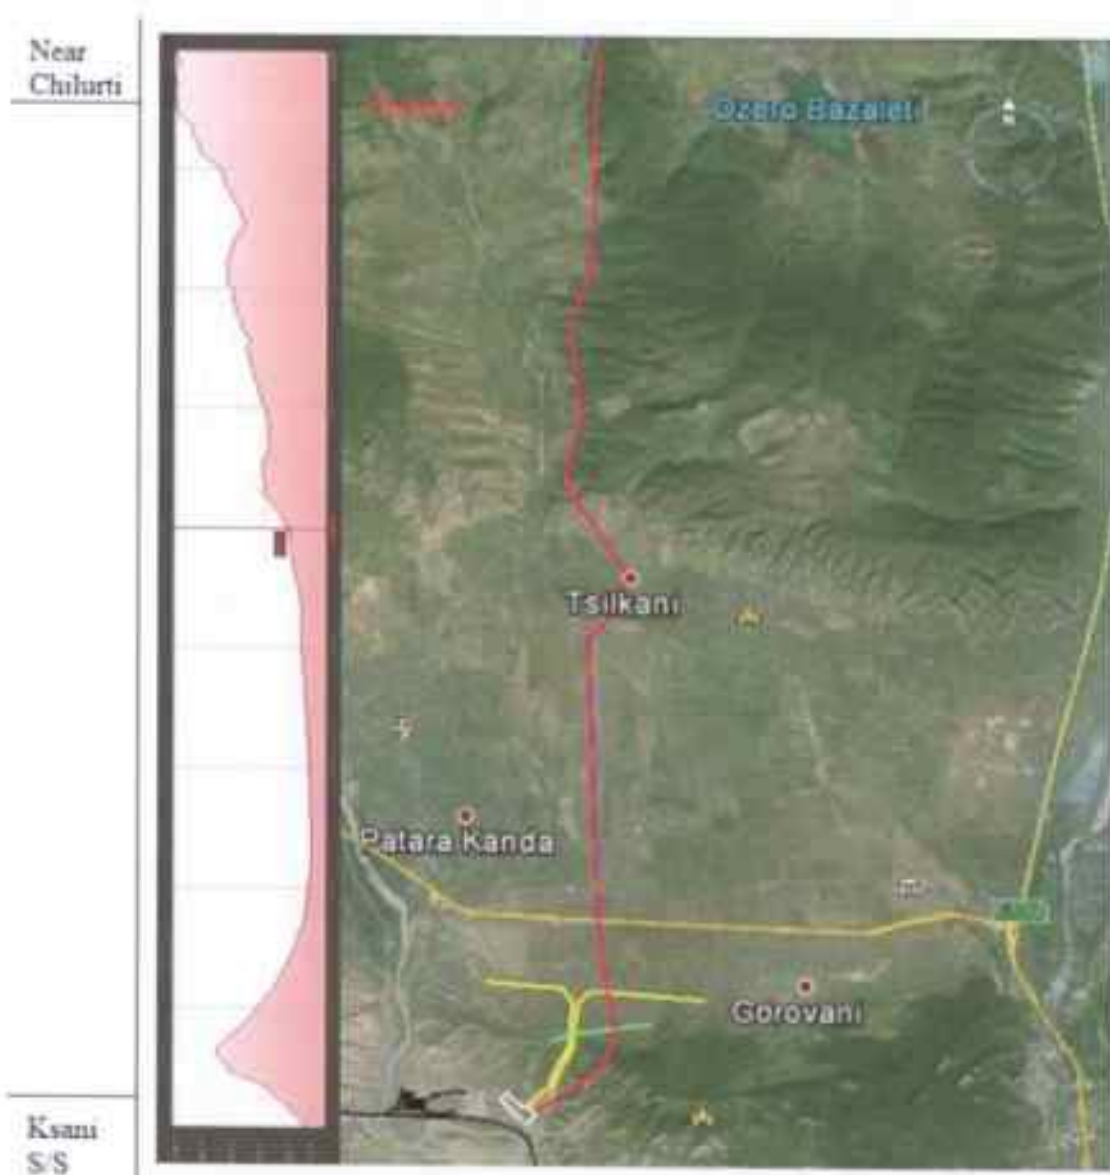 Near
Chilurti
Ozero Bazaleti
Tsilkani
Patara Kanda
Gorovani
Ksani
S/S